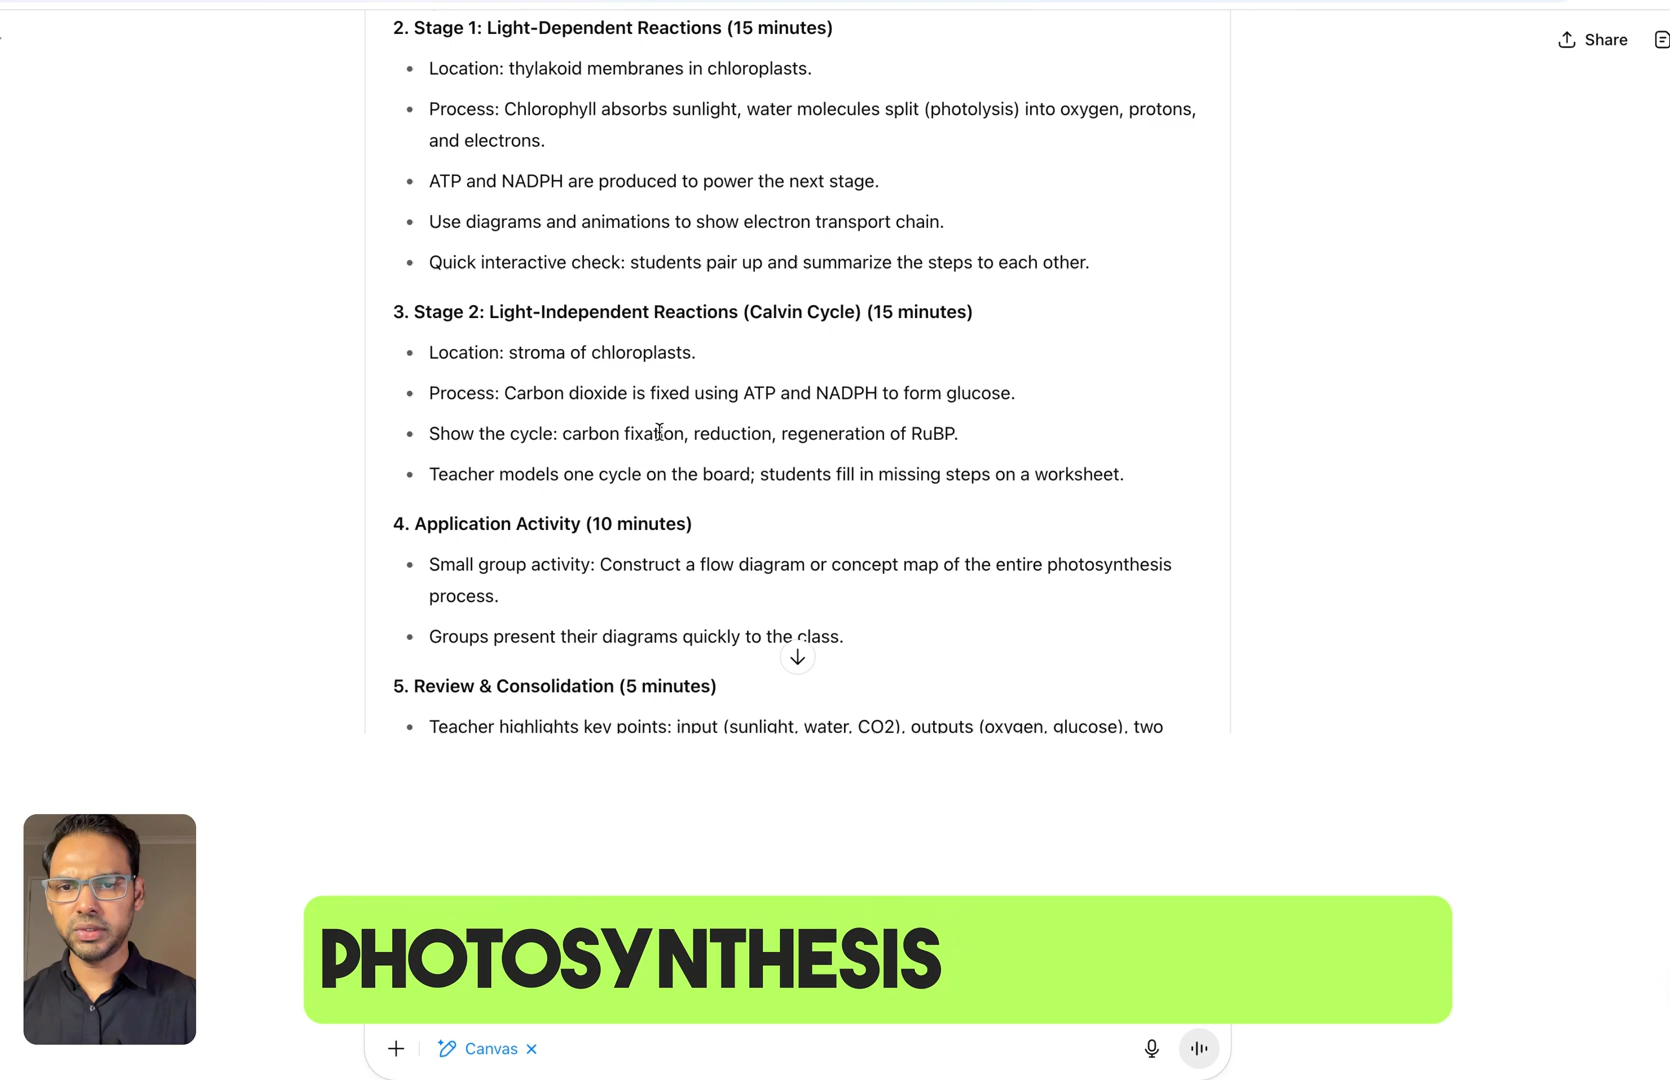 2. Stage 1: Light-Dependent Reactions (15 minutes)
Share
• Location: thylakoid membranes in chloroplasts.
• Process: Chlorophyll absorbs sunlight, water molecules split (photolysis) into oxygen, protons,
and electrons.
• ATP and NADPH are produced to power the next stage.
• Use diagrams and animations to show electron transport chain.
• Quick interactive check: students pair up and summarize the steps to each other.
3. Stage 2: Light-Independent Reactions (Calvin Cycle) (15 minutes)
• Location: stroma of chloroplasts.
• Process: Carbon dioxide is fixed using ATP and NADPH to form glucose.
• Show the cycle: carbon fixation, reduction, regeneration of RuBP.
• Teacher models one cycle on the board; students fill in missing steps on a worksheet.
4. Application Activity (10 minutes)
• Small group activity: Construct a flow diagram or concept map of the entire photosynthesis
process.
• Groups present their diagrams quickly to the class.
5. Review & Consolidation (5 minutes)
• Teacher highlights key points: input (sunlight, water, CO2), outputs (oxygen, glucose), two
PHOTOSYNTHESIS
Canvas